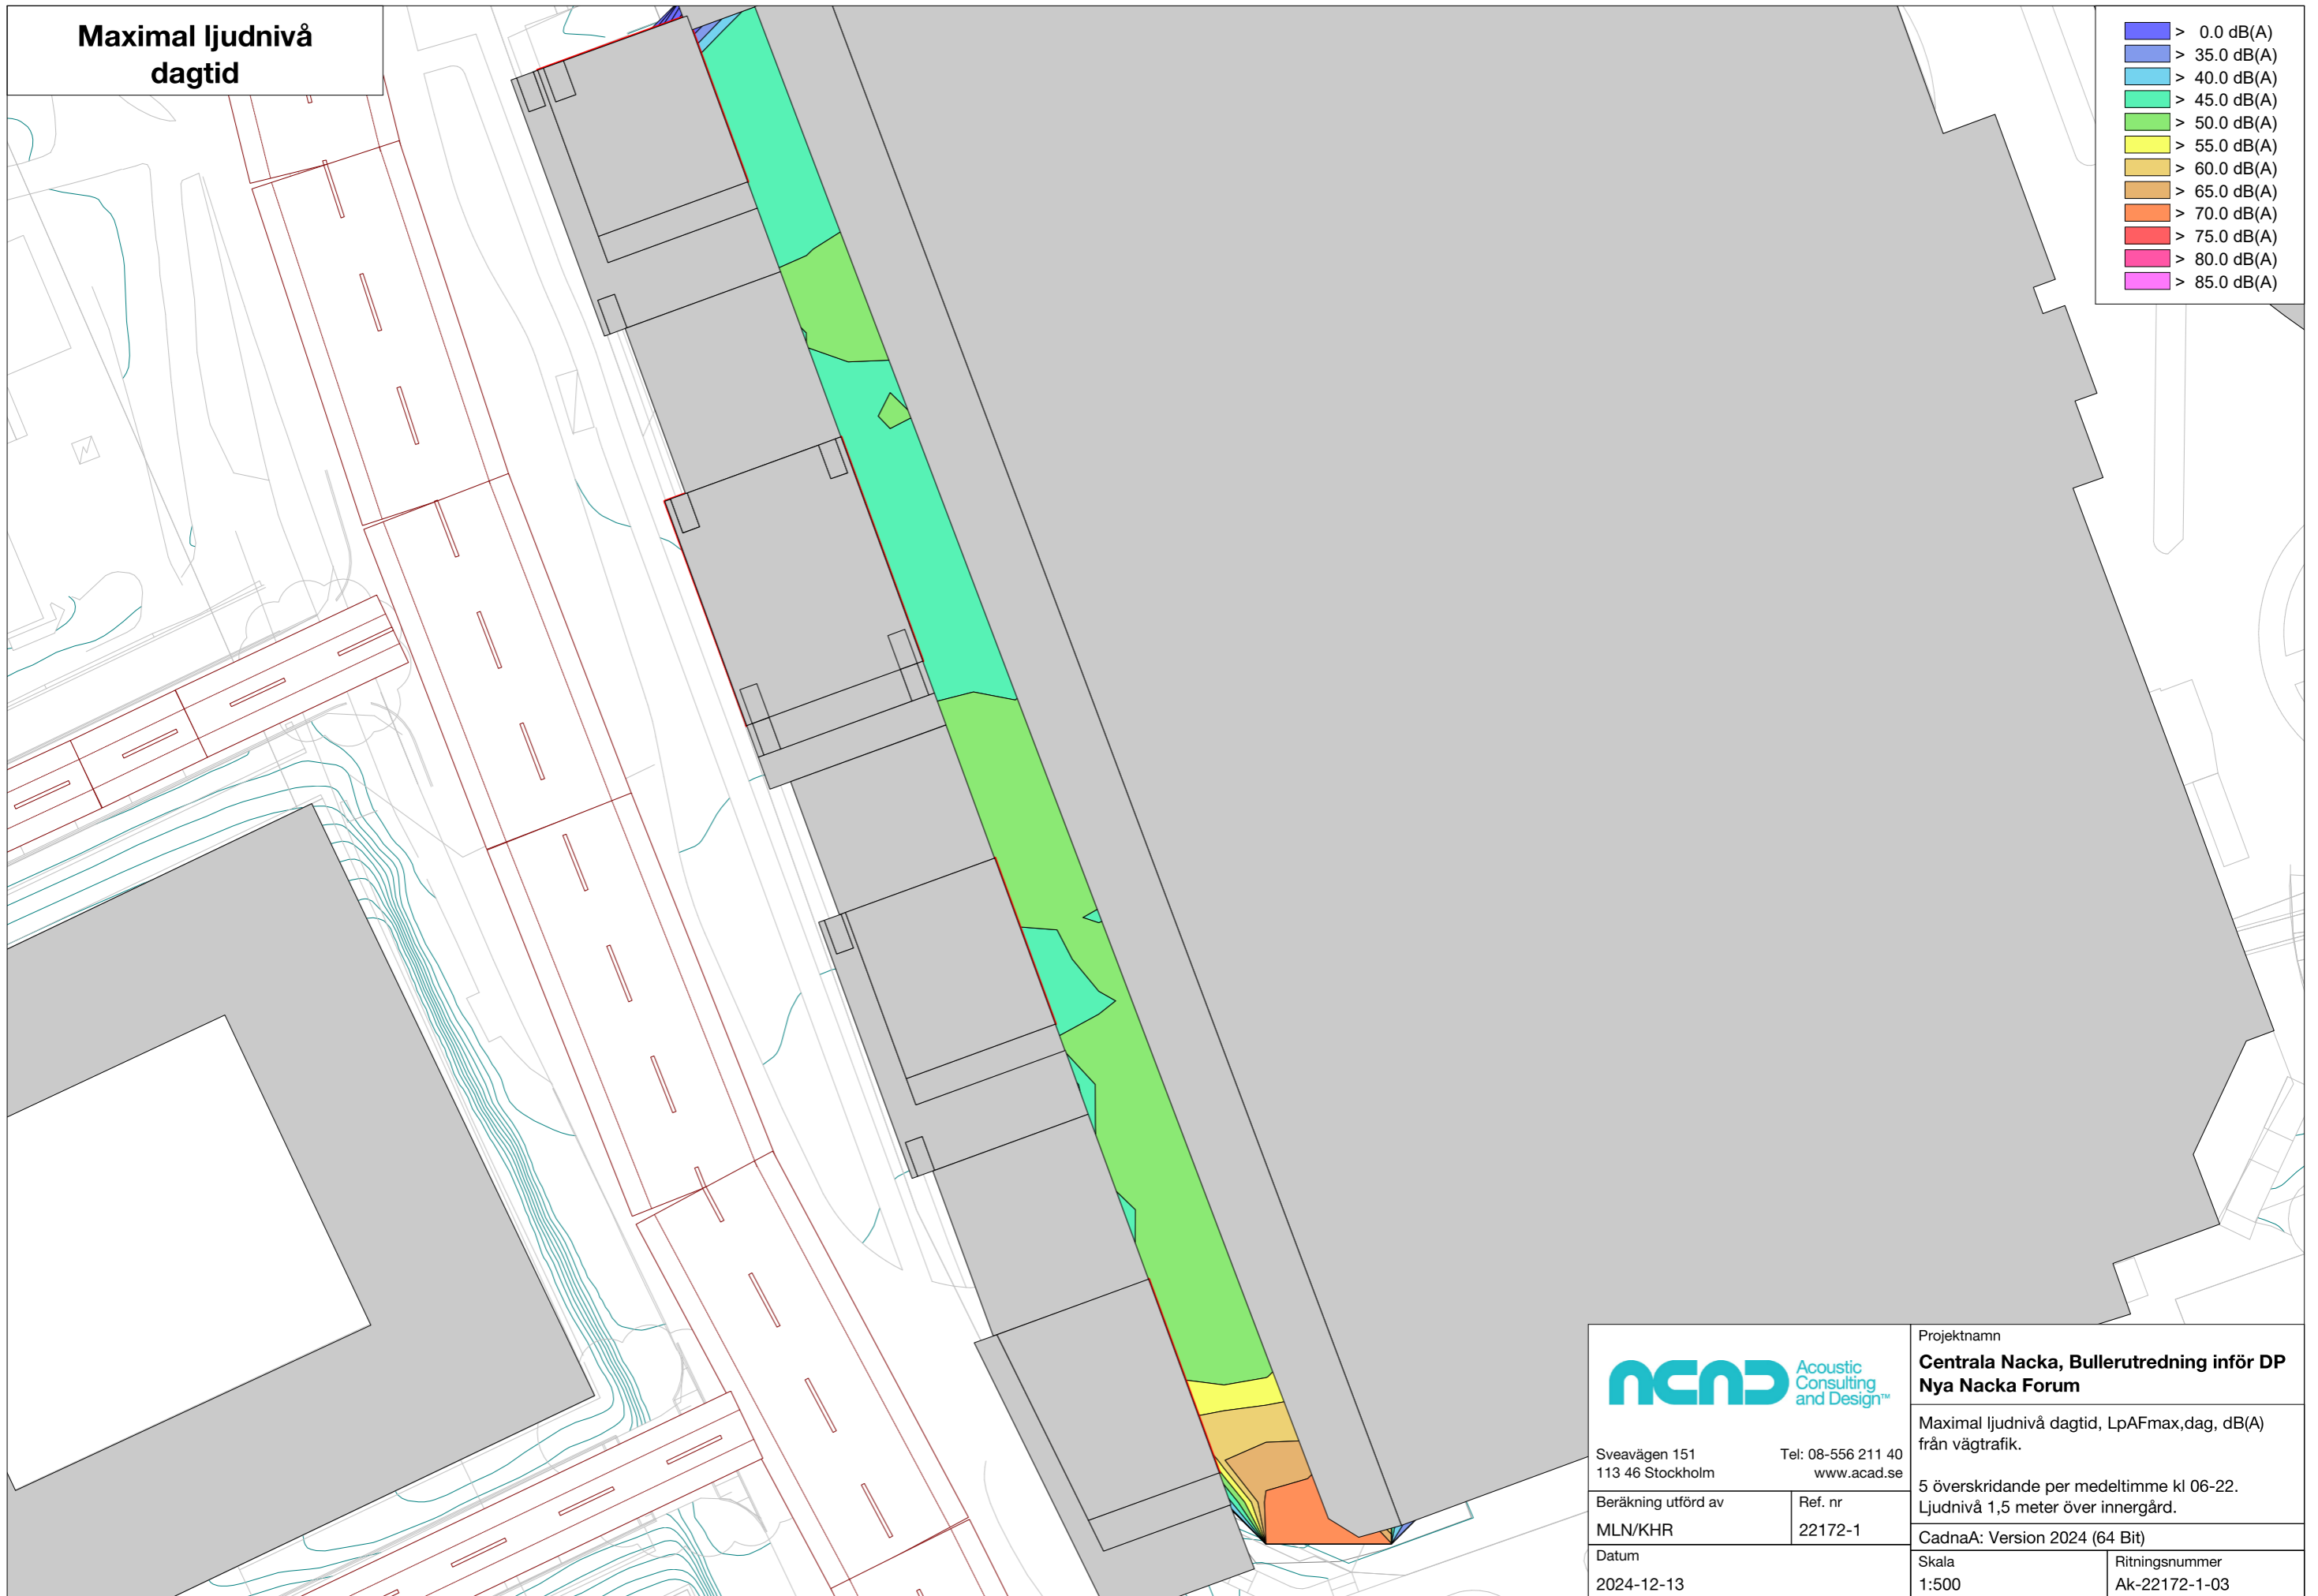 Maximal ljudnivå
dagtid
> 0.0 dB(A)
> 35.0 dB(A)
> 40.0 dB(A)
> 45.0 dB(A)
> 50.0 dB(A)
> 55.0 dB(A)
> 60.0 dB(A)
> 65.0 dB(A)
> 70.0 dB(A)
> 75.0 dB(A)
> 80.0 dB(A)
> 85.0 dB(A)
ACAD
Acoustic
Consulting
and Design™
Sveavägen 151
113 46 Stockholm
Tel: 08-556 211 40
www.acad.se
Beräkning utförd av
MLN/KHR
Ref. nr
22172-1
Datum
2024-12-13
Projektnamn
Centrala Nacka, Bullerutredning inför DP
Nya Nacka Forum
Maximal ljudnivå dagtid, LpAFmax,dag, dB(A)
från vägtrafik.
5 överskridande per medeltimme kl 06-22.
Ljudnivå 1,5 meter över innergård.
CadnaA: Version 2024 (64 Bit)
Skala
1:500
Ritningsnummer
Ak-22172-1-03